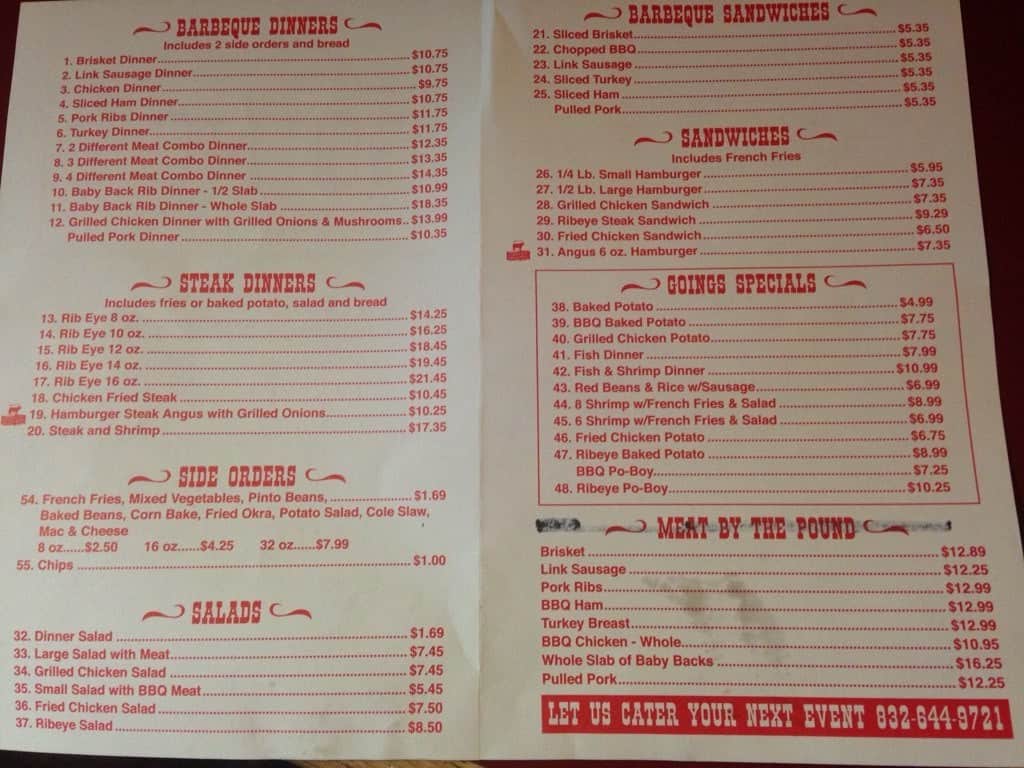 BARBEQUE DINNERS
Includes 2 side orders and bread
1. Brisket Dinner $10.75
2. Link Sausage Dinner $10.75
3. Chicken Dinner $9.75
4. Sliced Ham Dinner $10.75
5. Pork Ribs Dinner $11.75
6. Turkey Dinner $11.75
7. 2 Different Meat Combo Dinner $12.35
8. 3 Different Meat Combo Dinner $13.35
9. 4 Different Meat Combo Dinner $14.35
10. Baby Back Rib Dinner - 1/2 Slab $10.99
11. Baby Back Rib Dinner - Whole Slab $18.35
12. Grilled Chicken Dinner with Grilled Onions & Mushrooms.. $13.99
Pulled Pork Dinner $10.35
STEAK DINNERS
Includes fries or baked potato, salad and bread
13. Rib Eye 8 oz. $14.25
14. Rib Eye 10 oz. $16.25
15. Rib Eye 12 oz. $18.45
16. Rib Eye 14 oz. $19.45
17. Rib Eye 16 oz. $21.45
18. Chicken Fried Steak $10.45
19. Hamburger Steak Angus with Grilled Onions $10.25
20. Steak and Shrimp $17.35
SIDE ORDERS
54. French Fries, Mixed Vegetables, Pinto Beans, $1.69
Baked Beans, Corn Bake, Fried Okra, Potato Salad, Cole Slaw,
Mac & Cheese
8 oz......$2.50 16 oz......$4.25 32 oz......$7.99
55. Chips $1.00
SALADS
32. Dinner Salad $1.69
33. Large Salad with Meat $7.45
34. Grilled Chicken Salad $7.45
35. Small Salad with BBQ Meat $5.45
36. Fried Chicken Salad $7.50
37. Ribeye Salad $8.50
BARBEQUE SANDWICHES
21. Sliced Brisket $5.35
22. Chopped BBQ $5.35
23. Link Sausage $5.35
24. Sliced Turkey $5.35
25. Sliced Ham $5.35
Pulled Pork $5.35
SANDWICHES
Includes French Fries
26. 1/4 Lb. Small Hamburger $5.95
27. 1/2 Lb. Large Hamburger $7.35
28. Grilled Chicken Sandwich $7.35
29. Ribeye Steak Sandwich $9.29
30. Fried Chicken Sandwich $6.50
31. Angus 6 oz. Hamburger $7.35
GOINGS SPECIALS
38. Baked Potato $4.99
39. BBQ Baked Potato $7.75
40. Grilled Chicken Potato $7.75
41. Fish Dinner $7.99
42. Fish & Shrimp Dinner $10.99
43. Red Beans & Rice w/Sausage $6.99
44. 8 Shrimp w/French Fries & Salad $8.99
45. 6 Shrimp w/French Fries & Salad $6.99
46. Fried Chicken Potato $6.75
47. Ribeye Baked Potato $8.99
BBQ Po-Boy $7.25
48. Ribeye Po-Boy $10.25
MEAT BY THE POUND
Brisket $12.89
Link Sausage $12.25
Pork Ribs $12.99
BBQ Ham $12.99
Turkey Breast $12.99
BBQ Chicken - Whole $10.95
Whole Slab of Baby Backs $16.25
Pulled Pork $12.25
LET US CATER YOUR NEXT EVENT 832-644-9721